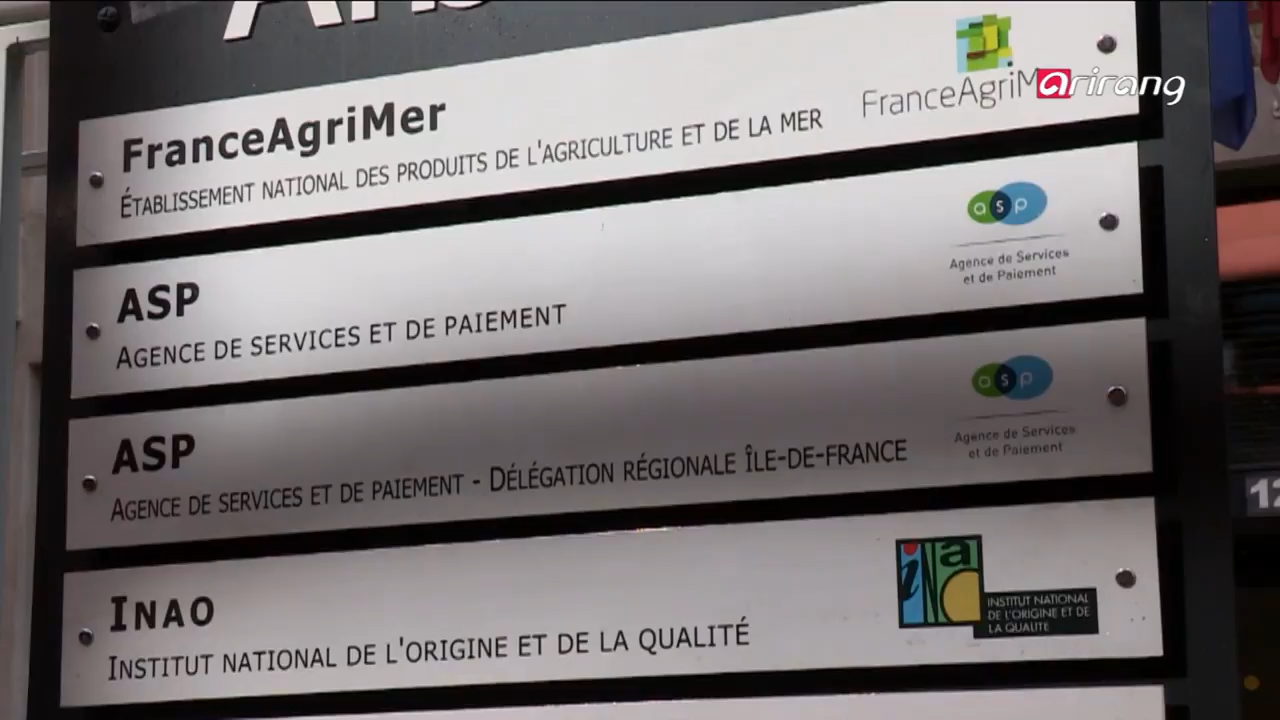 FranceAgriMer
ÉTABLISSEMENT NATIONAL DES PRODUITS DE L'AGRICULTURE ET DE LA MER
FranceAgriM
arirang
ASP
AGENCE DE SERVICES ET DE PAIEMENT
asp
Agence de Services
et de Paiement
ASP
AGENCE DE SERVICES ET DE PAIEMENT - DÉLÉGATION RÉGIONALE ÎLE-DE-FRANCE
asp
Agence de Services
et de Paiement
INAO
INSTITUT NATIONAL DE L'ORIGINE ET DE LA QUALITÉ
iNao
INSTITUT NATIONAL
DE L'ORIGINE ET DE
LA QUALITÉ